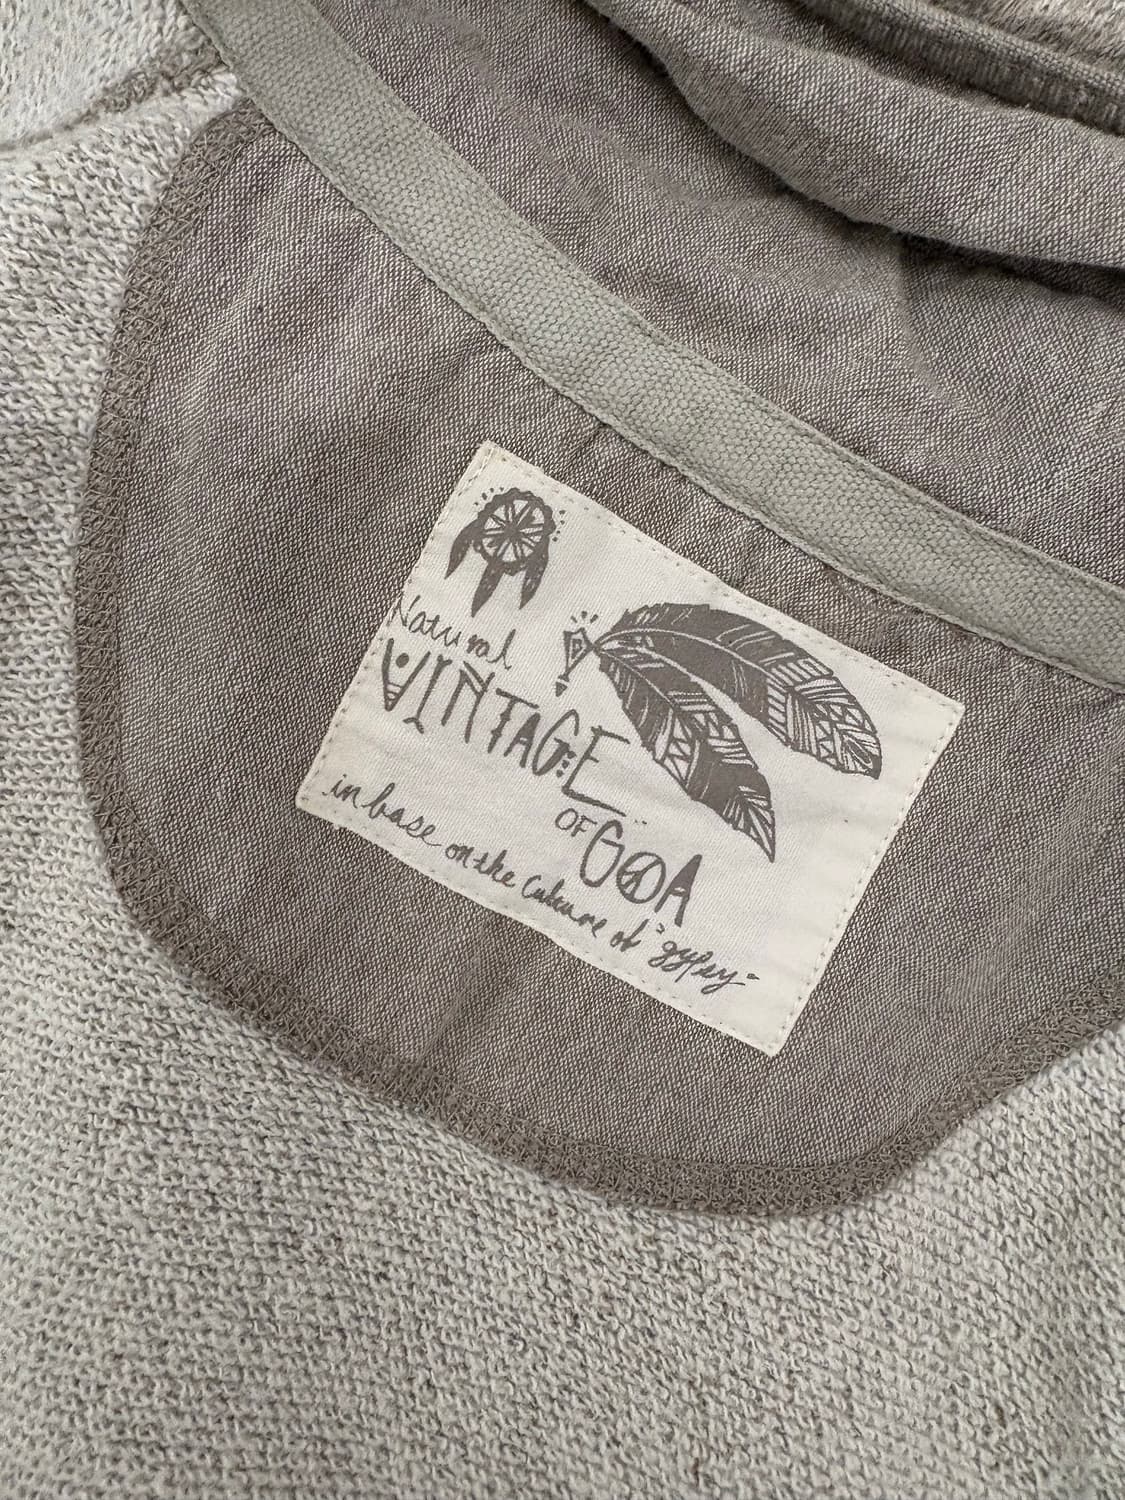 Natural
VINTAGE
OF GOA
in base on the Culture of "gypsy"